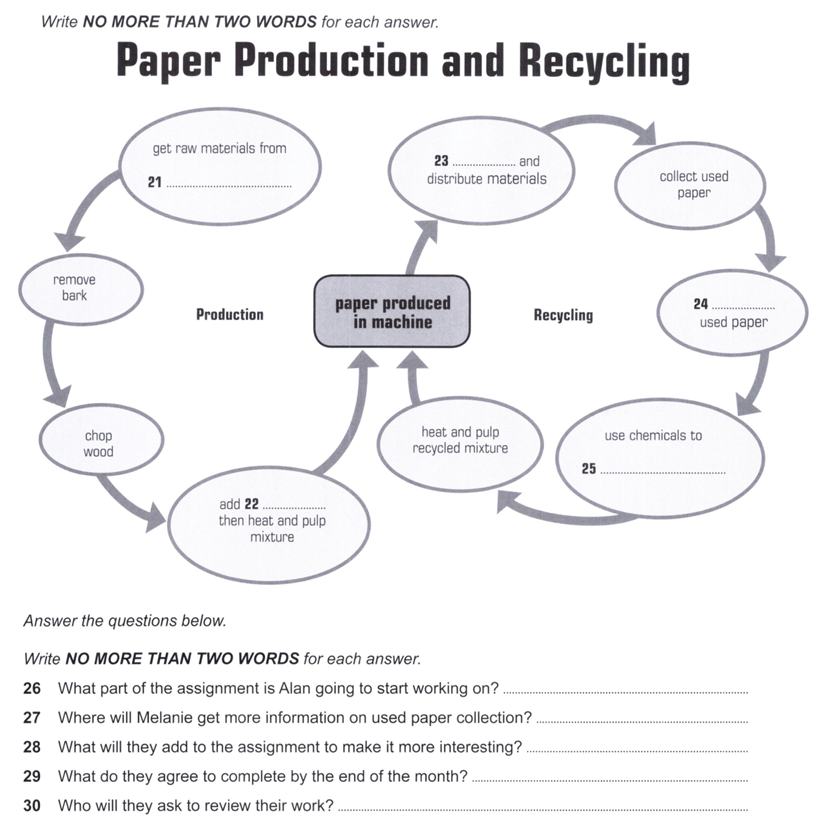 Write NO MORE THAN TWO WORDS for each answer.
Paper Production and Recycling
get raw materials from
21 ........................................
remove
bark
chop
wood
add 22 ....................
then heat and pulp
mixture
Production
paper produced
in machine
23 .................... and
distribute materials
collect used
paper
24 ....................
used paper
use chemicals to
25 ........................................
heat and pulp
recycled mixture
Recycling
Answer the questions below.
Write NO MORE THAN TWO WORDS for each answer.
26 What part of the assignment is Alan going to start working on? ........................................
27 Where will Melanie get more information on used paper collection? ........................................
28 What will they add to the assignment to make it more interesting? ........................................
29 What do they agree to complete by the end of the month? ........................................
30 Who will they ask to review their work? ........................................